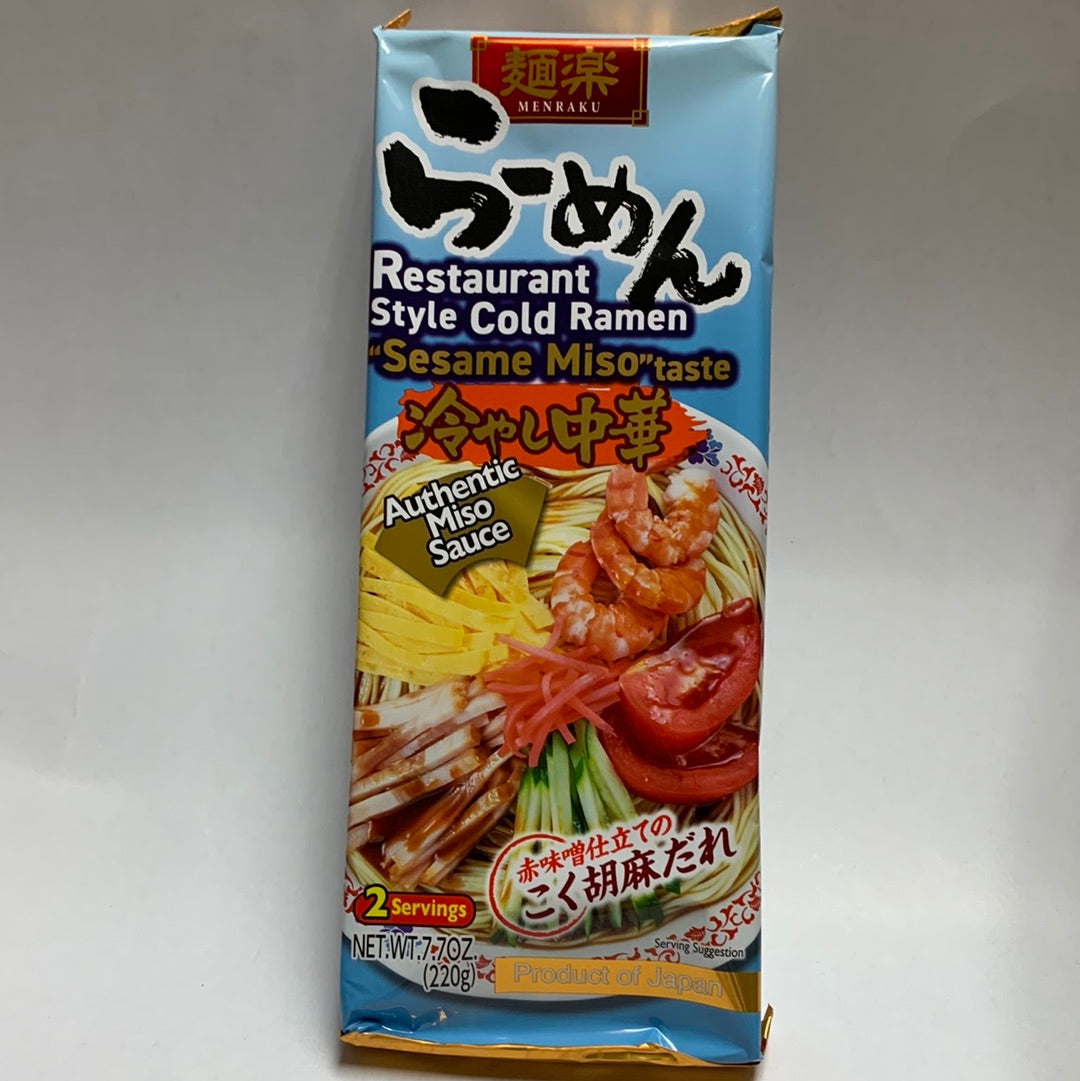 麺楽
MENRAKU
らーめん
Restaurant
Style Cold Ramen
"Sesame Miso" taste
冷やし中華
Authentic
Miso
Sauce
赤味噌仕立ての
こく胡麻だれ
2 Servings
NET.WT.7.7OZ.
(220g)
Serving Suggestion
Product of Japan